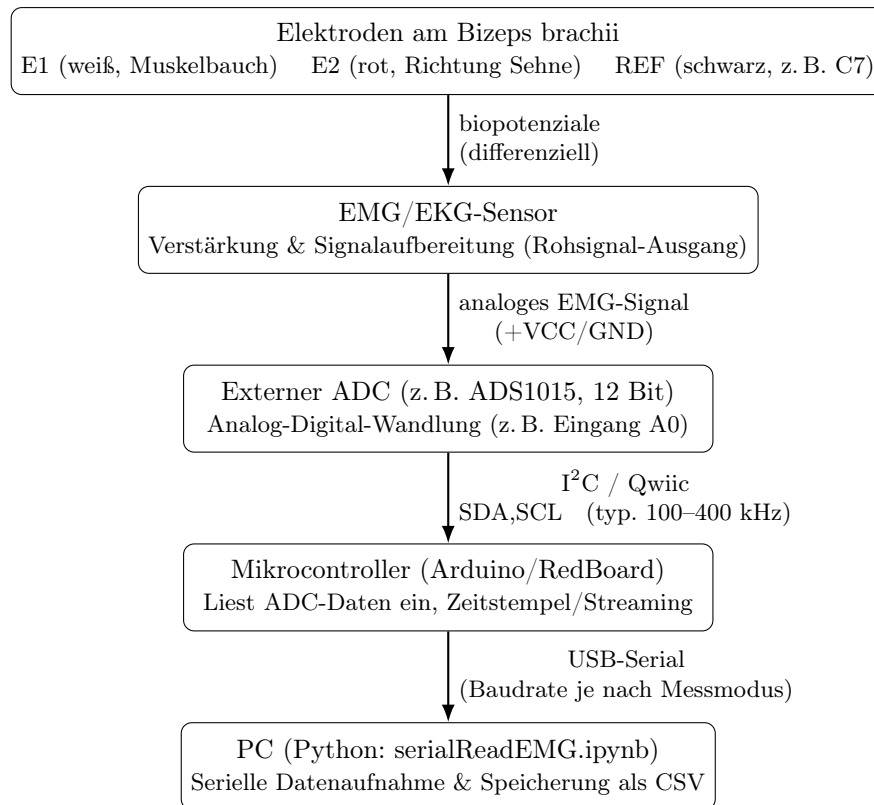 Elektroden am Bizeps brachii
E1 (weiß, Muskelbauch) E2 (rot, Richtung Sehne) REF (schwarz, z. B. C7)
biopotenziale
(differenziell)
EMG/EKG-Sensor
Verstärkung & Signalaufbereitung (Rohsignal-Ausgang)
analoges EMG-Signal
(+VCC/GND)
Externer ADC (z. B. ADS1015, 12 Bit)
Analog-Digital-Wandlung (z. B. Eingang A0)
I²C / Qwiic
SDA,SCL (typ. 100–400 kHz)
Mikrocontroller (Arduino/RedBoard)
Liest ADC-Daten ein, Zeitstempel/Streaming
USB-Serial
(Baudrate je nach Messmodus)
PC (Python: serialReadEMG.ipynb)
Serielle Datenaufnahme & Speicherung als CSV